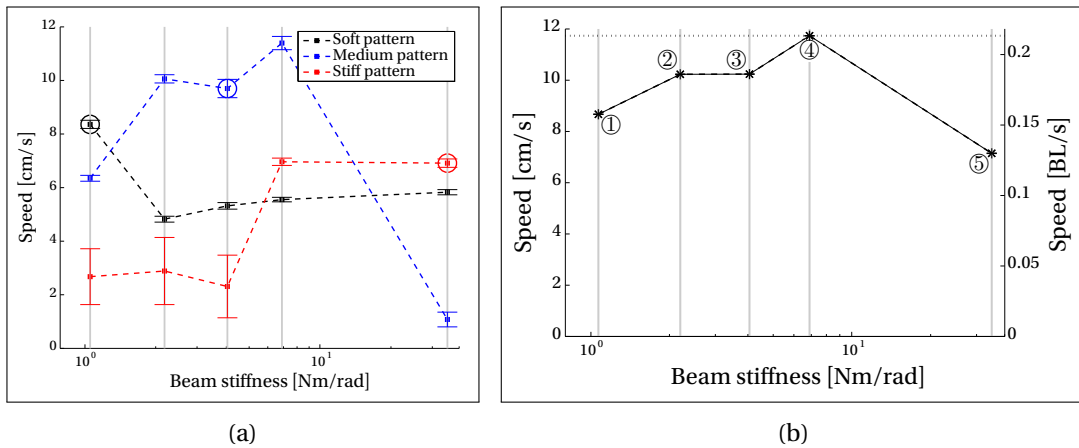 12
10
8
6
4
2
0
Speed [cm/s]
Soft pattern
Medium pattern
Stiff pattern
10⁰
10¹
Beam stiffness [Nm/rad]
(a)
12
10
8
6
4
2
0
Speed [cm/s]
①
②
③
④
⑤
0.2
0.15
0.1
0.05
0
Speed [BL/s]
10⁰
10¹
Beam stiffness [Nm/rad]
(b)